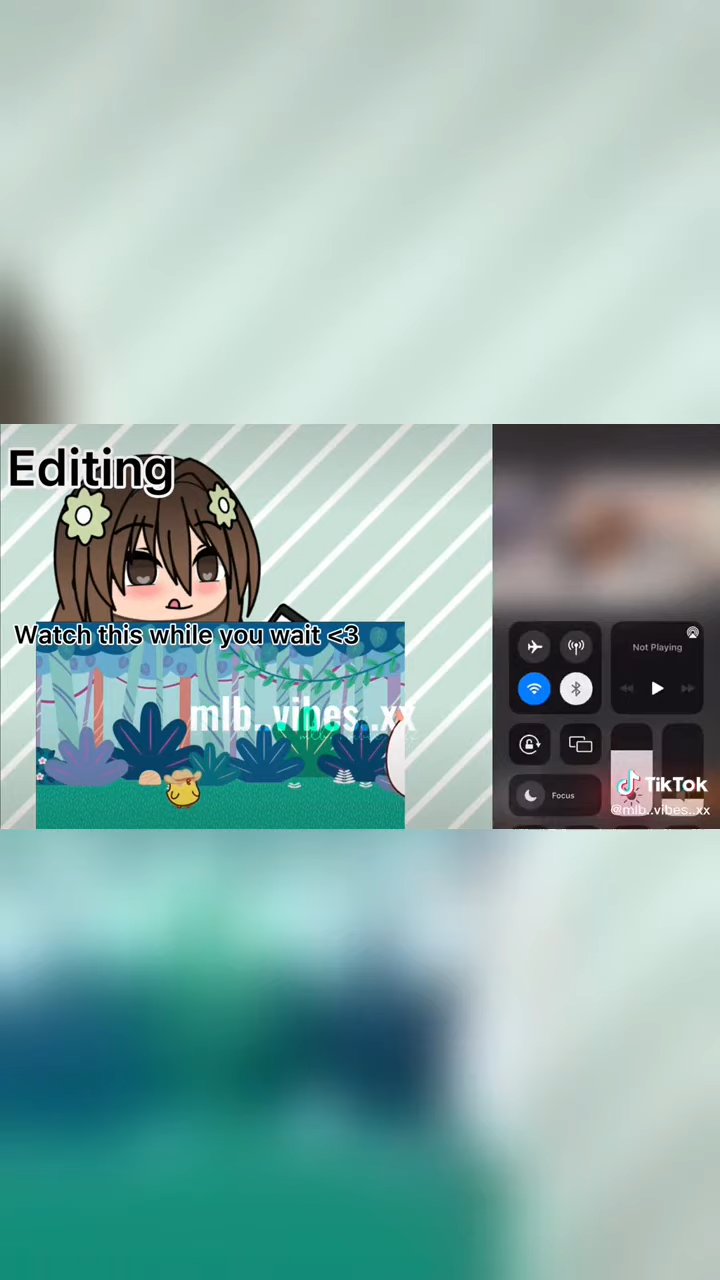 Editing
Watch this while you wait <3
mlb..vibes..xx
Not Playing
Focus
TikTok
@mlb..vibes..xx